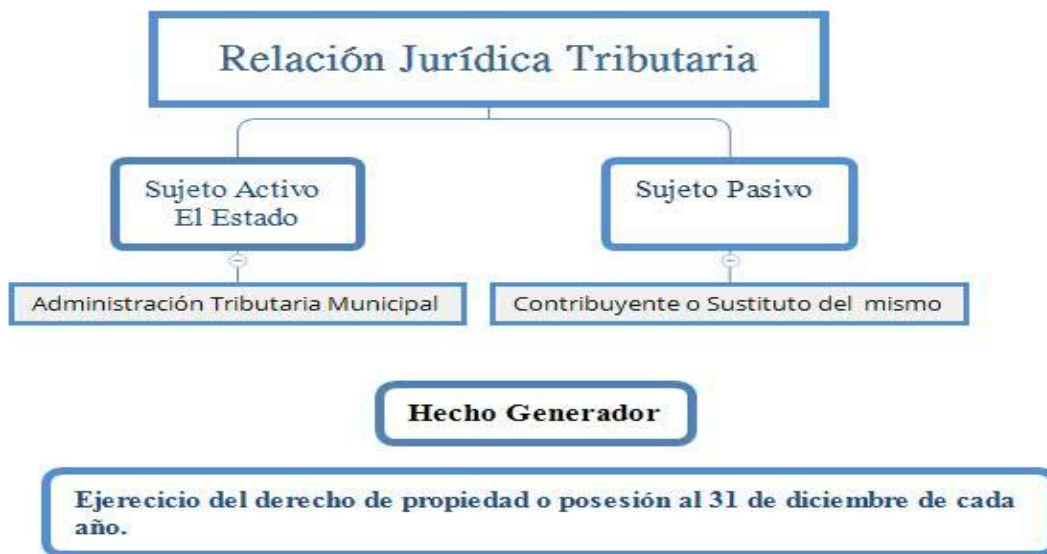 Relación Jurídica Tributaria
Sujeto Activo
El Estado
Sujeto Pasivo
Administración Tributaria Municipal
Contribuyente o Sustituto del mismo
Hecho Generador
Ejerecicio del derecho de propiedad o posesión al 31 de diciembre de cada
año.